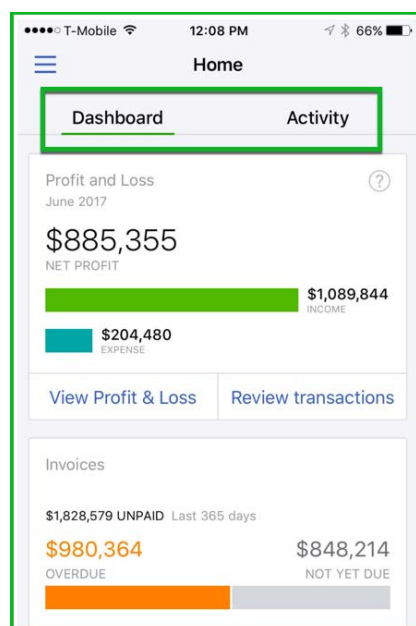 T-Mobile 12:08 PM 66%
Home
Dashboard Activity
Profit and Loss ?
June 2017
$885,355
NET PROFIT
$1,089,844
INCOME
$204,480
EXPENSE
View Profit & Loss Review transactions
Invoices
$1,828,579 UNPAID Last 365 days
$980,364 $848,214
OVERDUE NOT YET DUE